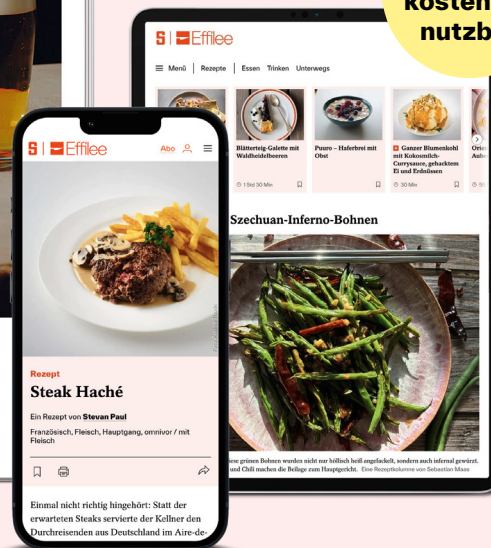 kosten
nutzb
S | Effilee
Menü | Rezepte | Essen Trinken Unterwegs
Blätterteig-Galette mit
Waldheidelbeeren
1 Std 30 Min
Puuro – Haferbrei mit
Obst
Ganzer Blumenkohl
mit Kokosmilch-
Currysauce, gehacktem
Ei und Erdnüssen
30 Min
Szechuan-Inferno-Bohnen
iese grünen Bohnen wurden nicht nur höllisch heiß angefackelt, sondern auch infernal gewürzt.
und Chili machen die Beilage zum Hauptgericht. Eine Rezeptkolumne von Sebastian Maas
S | Effilee
Abo
Rezept
Steak Haché
Ein Rezept von Stevan Paul
Französisch, Fleisch, Hauptgang, omnivor / mit
Fleisch
Einmal nicht richtig hingehört: Statt der
erwarteten Steaks servierte der Kellner den
Durchreisenden aus Deutschland im Aire-de-